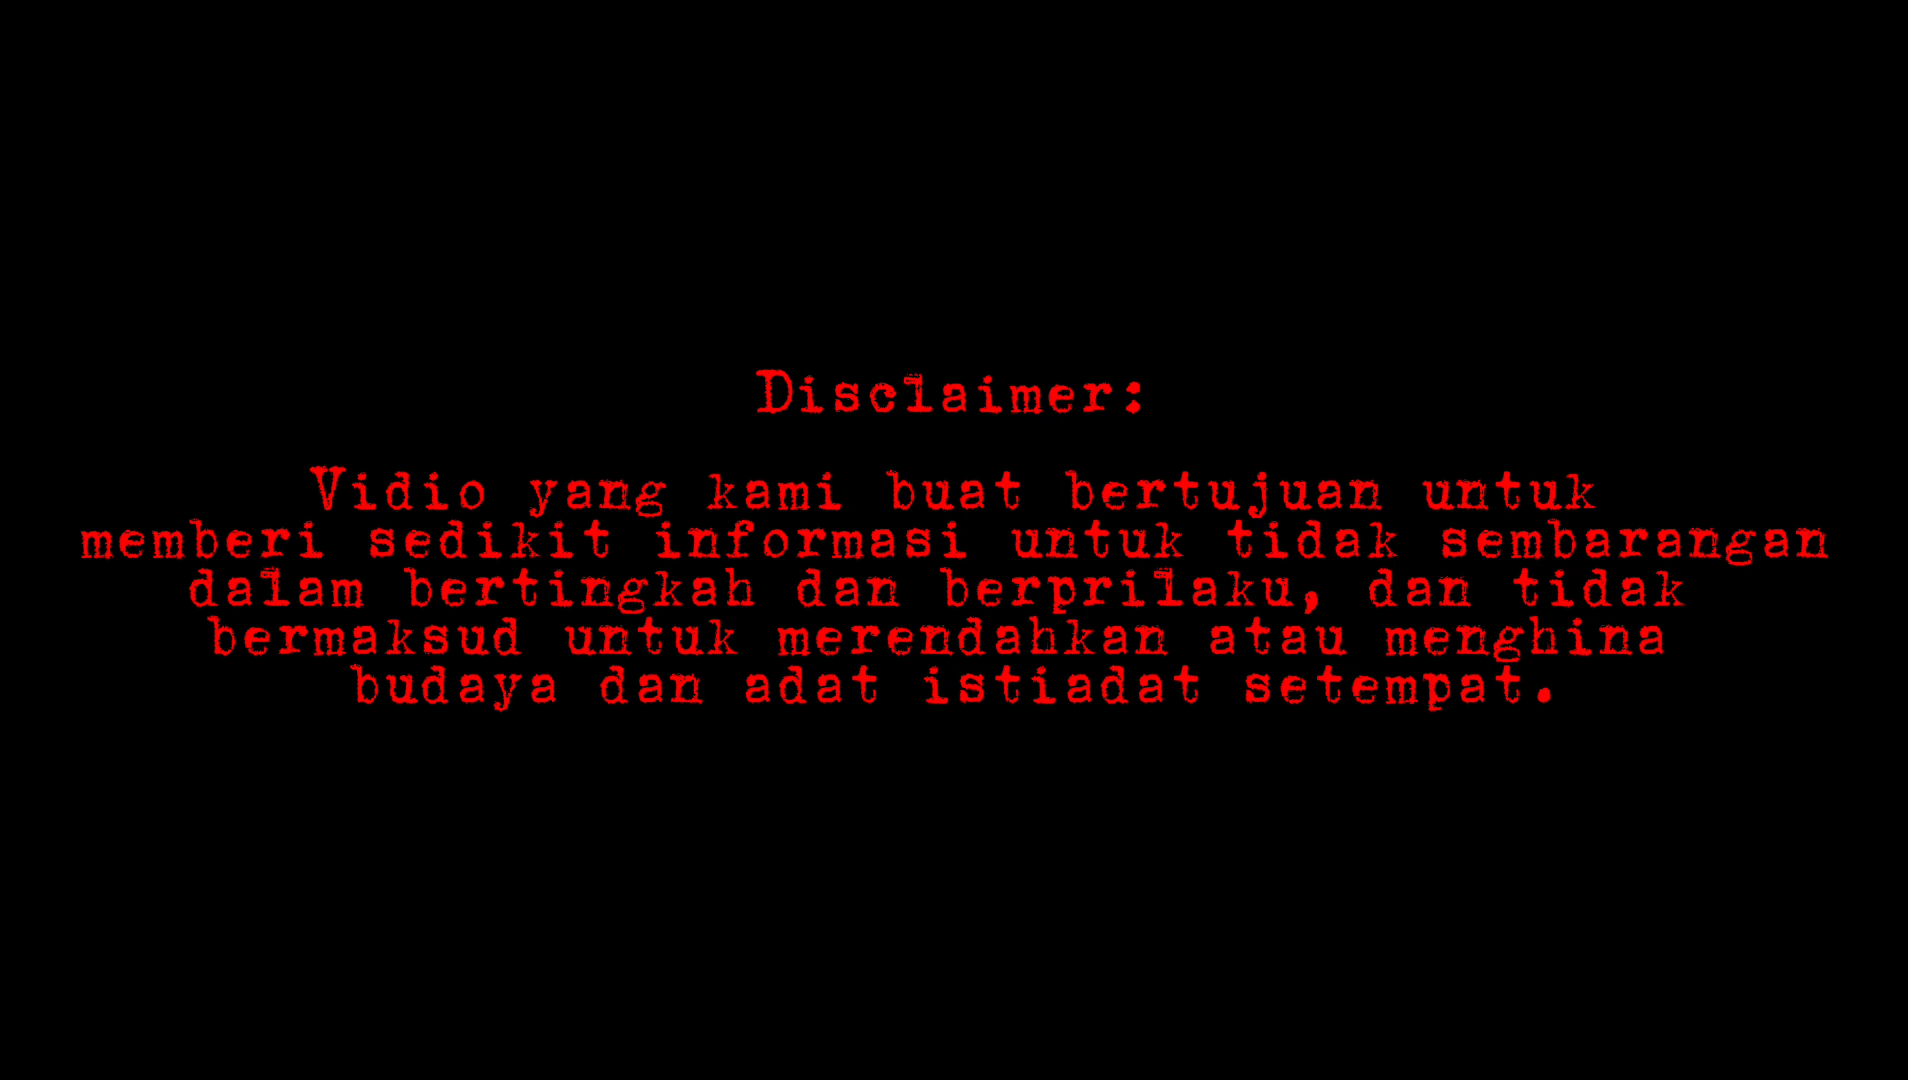 Disclaimer:
Vidio yang kami buat bertujuan untuk
memberi sedikit informasi untuk tidak sembarangan
dalam bertingkah dan berprilaku, dan tidak
bermaksud untuk merendahkan atau menghina
budaya dan adat istiadat setempat.